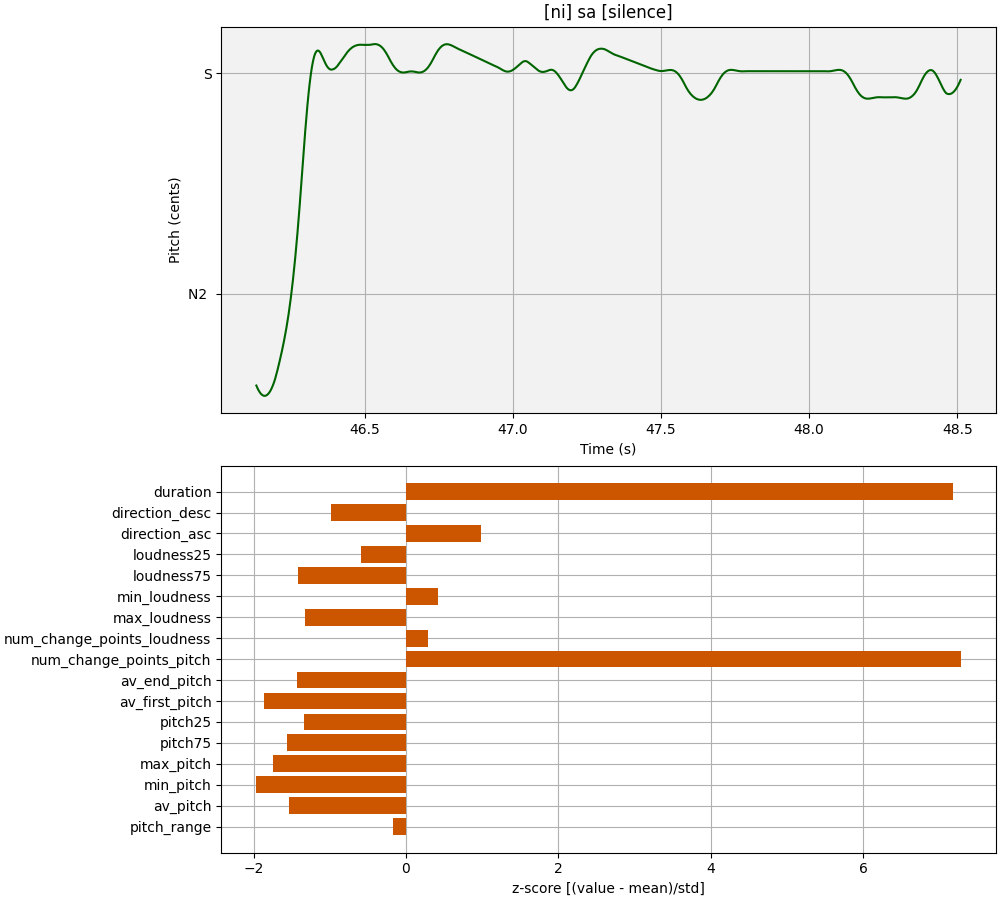 [ni] sa [silence]
S
N2
Pitch (cents)
46.5 47.0 47.5 48.0 48.5
Time (s)
duration
direction_desc
direction_asc
loudness25
loudness75
min_loudness
max_loudness
num_change_points_loudness
num_change_points_pitch
av_end_pitch
av_first_pitch
pitch25
pitch75
max_pitch
min_pitch
av_pitch
pitch_range
−2 0 2 4 6
z-score [(value - mean)/std]